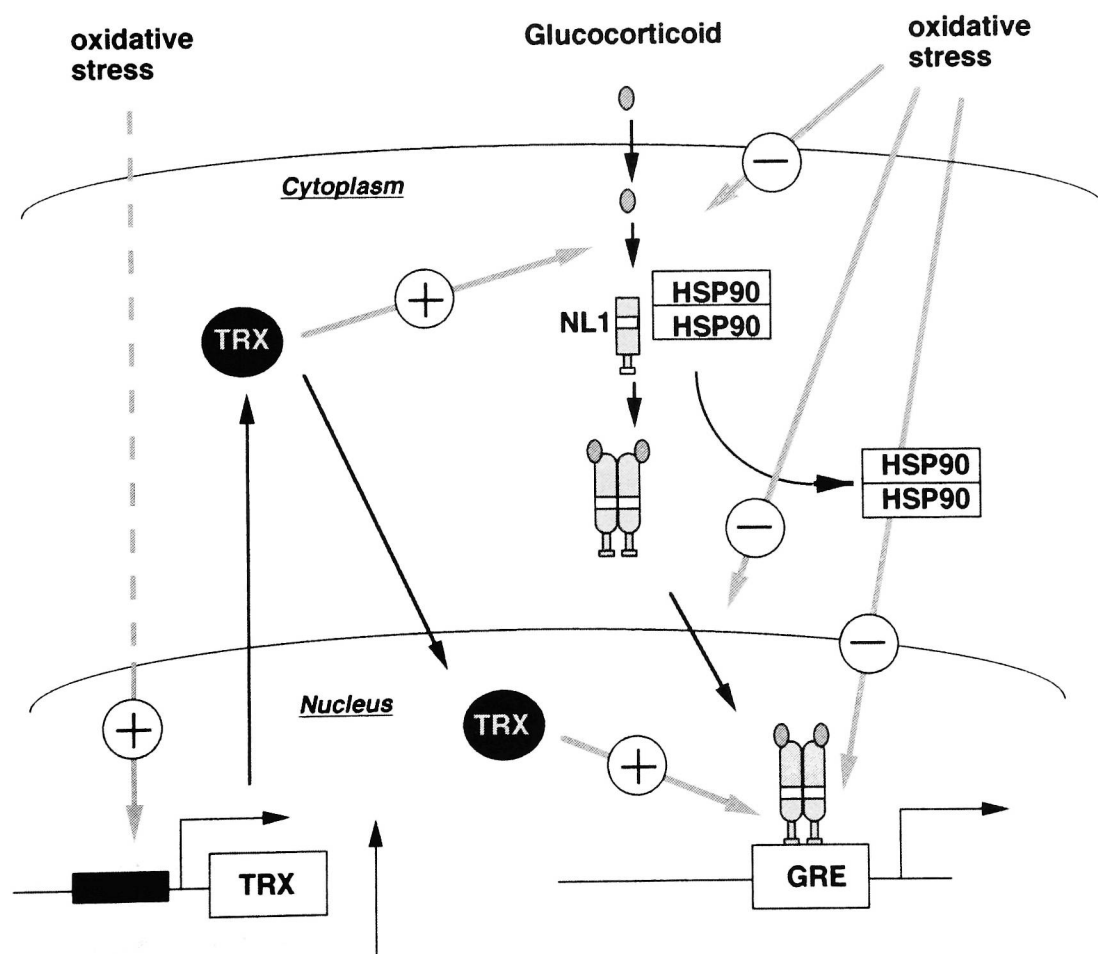 oxidative
stress
Glucocorticoid
oxidative
stress
−
Cytoplasm
+
HSP90
HSP90
NL1
TRX
HSP90
HSP90
−
−
Nucleus
+
TRX
+
TRX
GRE